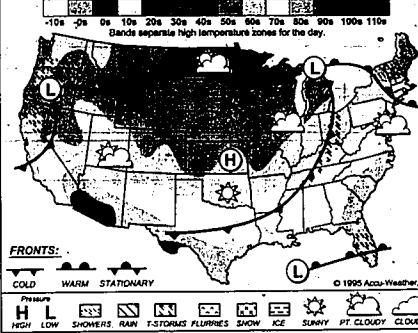 -10s -0s 0s 10s 20s 30s 40s 50s 60s 70s 80s 90s 100s 110s
Bands separate high temperature zones for the day.
L
L
H
L
FRONTS:
COLD WARM STATIONARY
© 1995 Accu-Weather,
Pressure
H L
HIGH LOW SHOWERS RAIN T-STORMS FLURRIES SNOW ICE SUNNY PT. CLOUDY CLOU